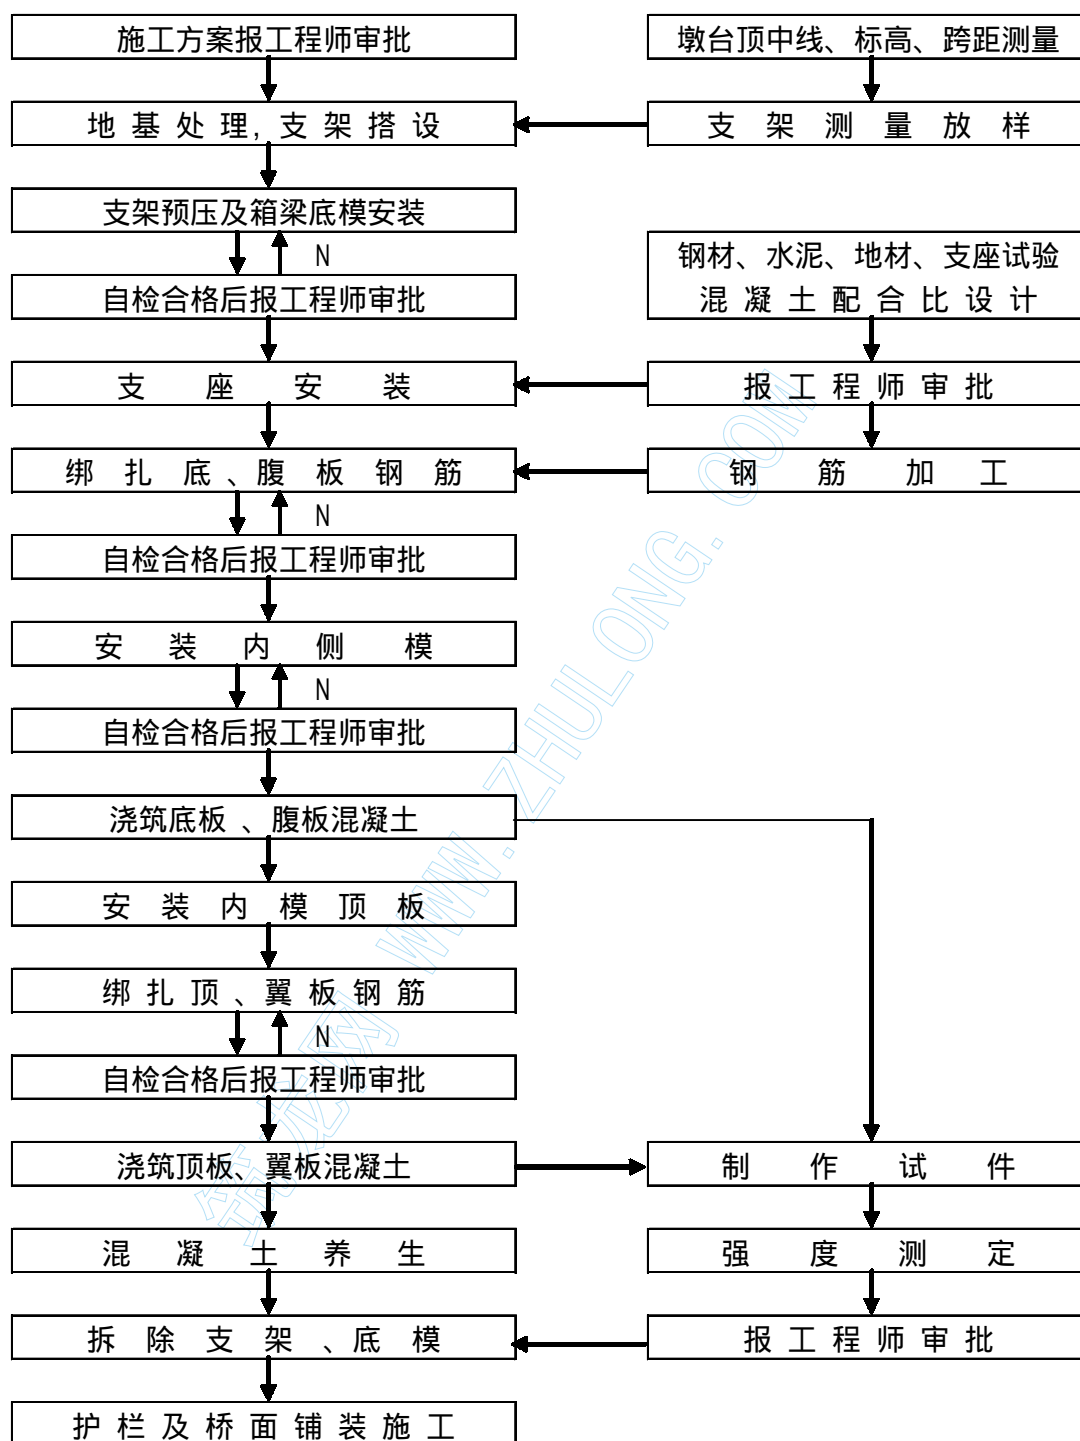 施工方案报工程师审批
墩台顶中线、标高、跨距测量
地基处理,支架搭设
支架测量放样
支架预压及箱梁底模安装
N
钢材、水泥、地材、支座试验
混凝土配合比设计
自检合格后报工程师审批
支座安装
报工程师审批
绑扎底、腹板钢筋
钢筋加工
N
自检合格后报工程师审批
安装内侧模
N
自检合格后报工程师审批
浇筑底板、腹板混凝土
安装内模顶板
绑扎顶、翼板钢筋
N
自检合格后报工程师审批
浇筑顶板、翼板混凝土
制作试件
混凝土养生
强度测定
拆除支架、底模
报工程师审批
护栏及桥面铺装施工
筑龙网 WWW.ZHULONG.COM